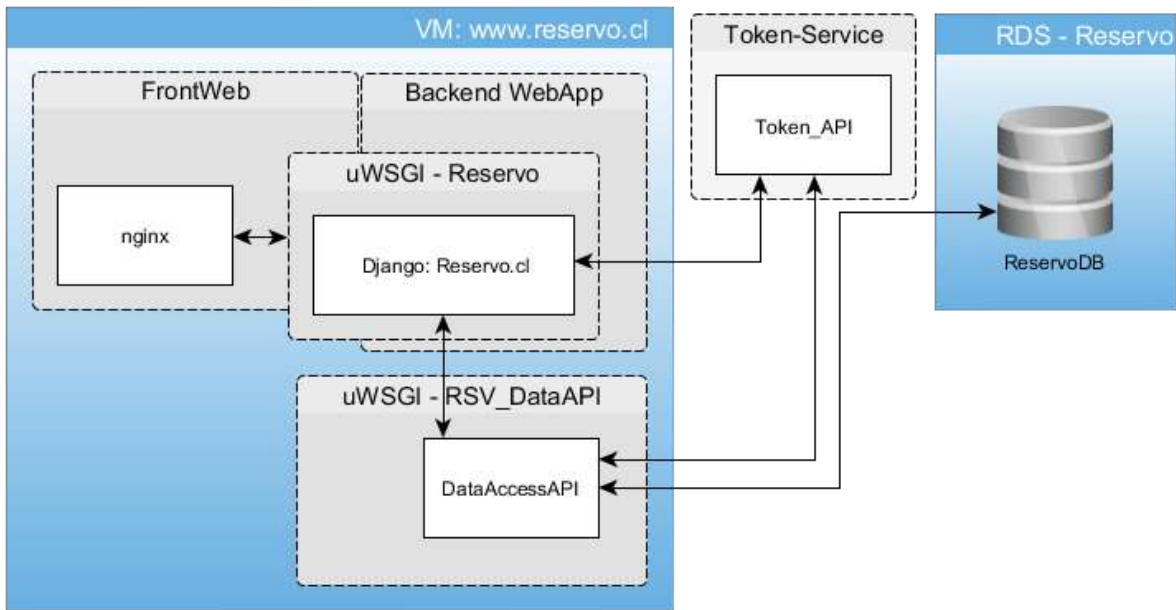 VM: www.reservo.cl
Token-Service
RDS - Reservo
FrontWeb
Backend WebApp
Token_API
uWSGI - Reservo
nginx
Django: Reservo.cl
ReservoDB
uWSGI - RSV_DataAPI
DataAccessAPI